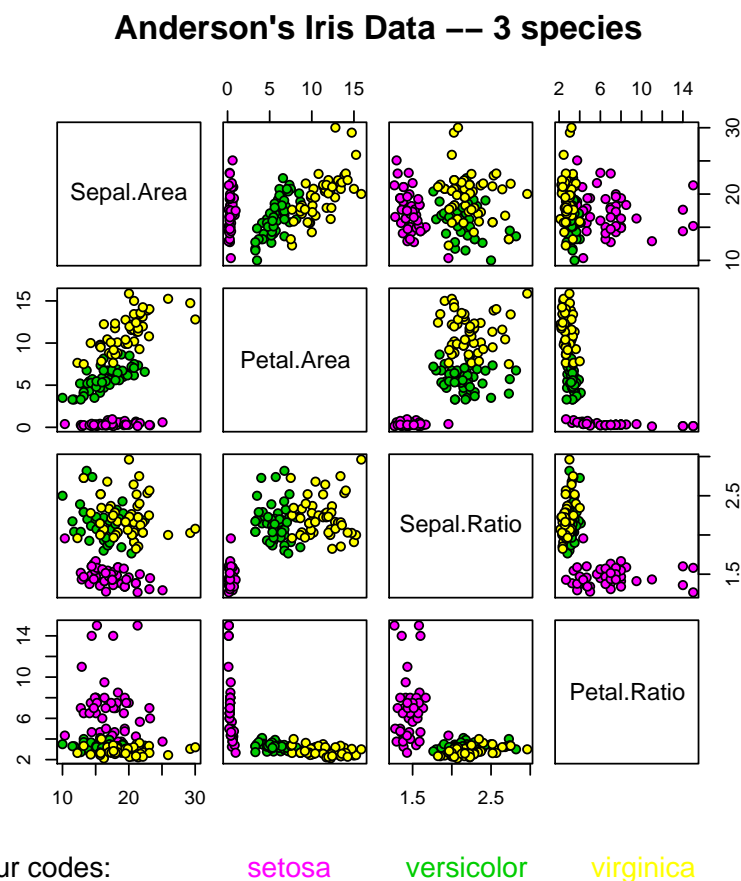 Anderson's Iris Data −− 3 species
0 5 10 15 2 6 10 14
Sepal.Area
10 20 30
0 5 10 15
Petal.Area
Sepal.Ratio
1.5 2.5
2 6 10 14
Petal.Ratio
10 20 30 1.5 2.5
ur codes: setosa versicolor virginica